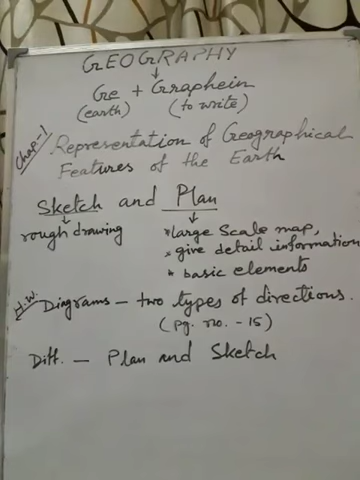 GEOGRAPHY
↓
Ge + Graphein
(earth) (to write)
Chap-1 Representation of Geographical
Features of the Earth
Sketch and Plan
↓ ↓
rough drawing * large Scale map,
* give detail information
* basic elements
H.W. Diagrams - two types of directions.
(pg. no. - 15)
Diff. - Plan and Sketch